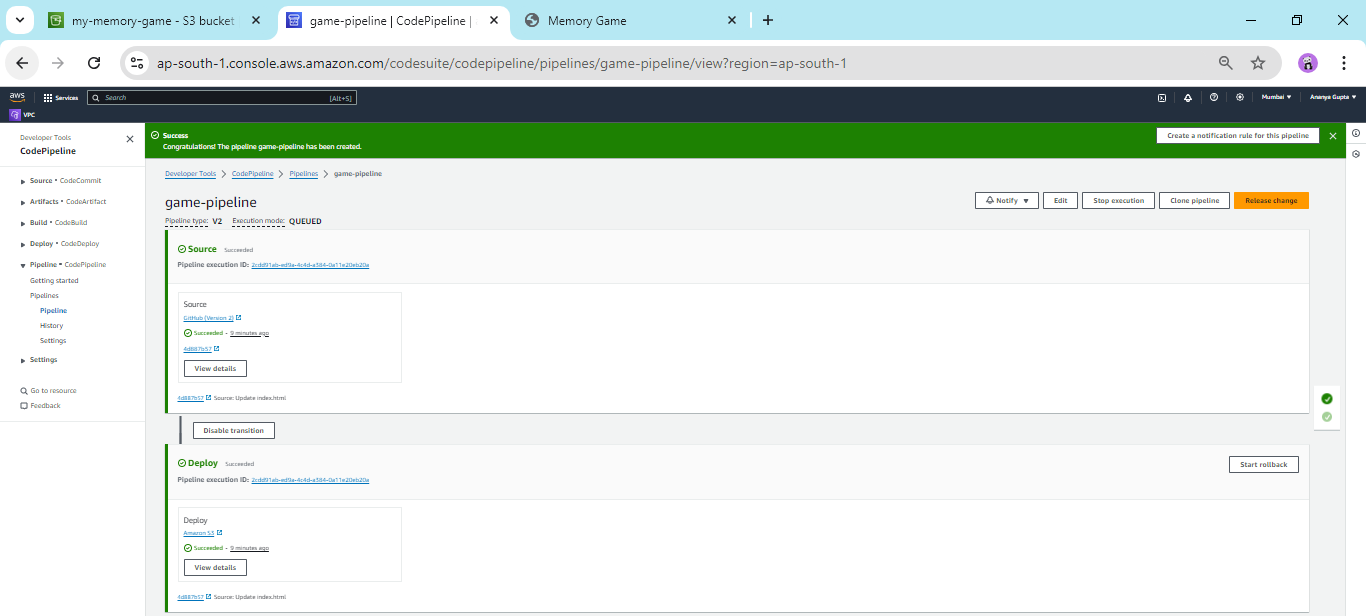 my-memory-game - S3 bucket
game-pipeline | CodePipeline |
Memory Game
ap-south-1.console.aws.amazon.com/codesuite/codepipeline/pipelines/game-pipeline/view?region=ap-south-1
aws
Services
Search
[Alt+S]
Mumbai
Ananya Gupta
VPC
Developer Tools
CodePipeline
Source • CodeCommit
Artifacts • CodeArtifact
Build • CodeBuild
Deploy • CodeDeploy
Pipeline • CodePipeline
Getting started
Pipelines
Pipeline
History
Settings
Settings
Go to resource
Feedback
Success
Congratulations! The pipeline game-pipeline has been created.
Create a notification rule for this pipeline
Developer Tools > CodePipeline > Pipelines > game-pipeline
game-pipeline
Notify
Edit
Stop execution
Clone pipeline
Release change
Pipeline type: V2 Execution mode: QUEUED
Source Succeeded
Pipeline execution ID: 2cdd91ab-ed9a-4c4d-a384-0a11e20eb20a
Source
GitHub (Version 2)
Succeeded - 9 minutes ago
4d887b57
View details
4d887b57 Source: Update index.html
Disable transition
Deploy Succeeded
Start rollback
Pipeline execution ID: 2cdd91ab-ed9a-4c4d-a384-0a11e20eb20a
Deploy
Amazon S3
Succeeded - 9 minutes ago
View details
4d887b57 Source: Update index.html